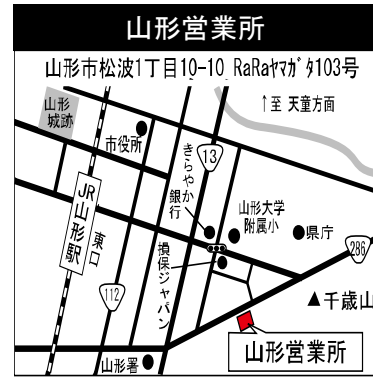 山形営業所
山形市松波1丁目10-10 RaRaヤマガタ103号
山形
城跡
市役所
↑至 天童方面
13
きらやか
銀行
山形大学
附属小
県庁
286
JR山形駅
東口
損保ジャパン
112
▲千歳山
山形営業所
山形署